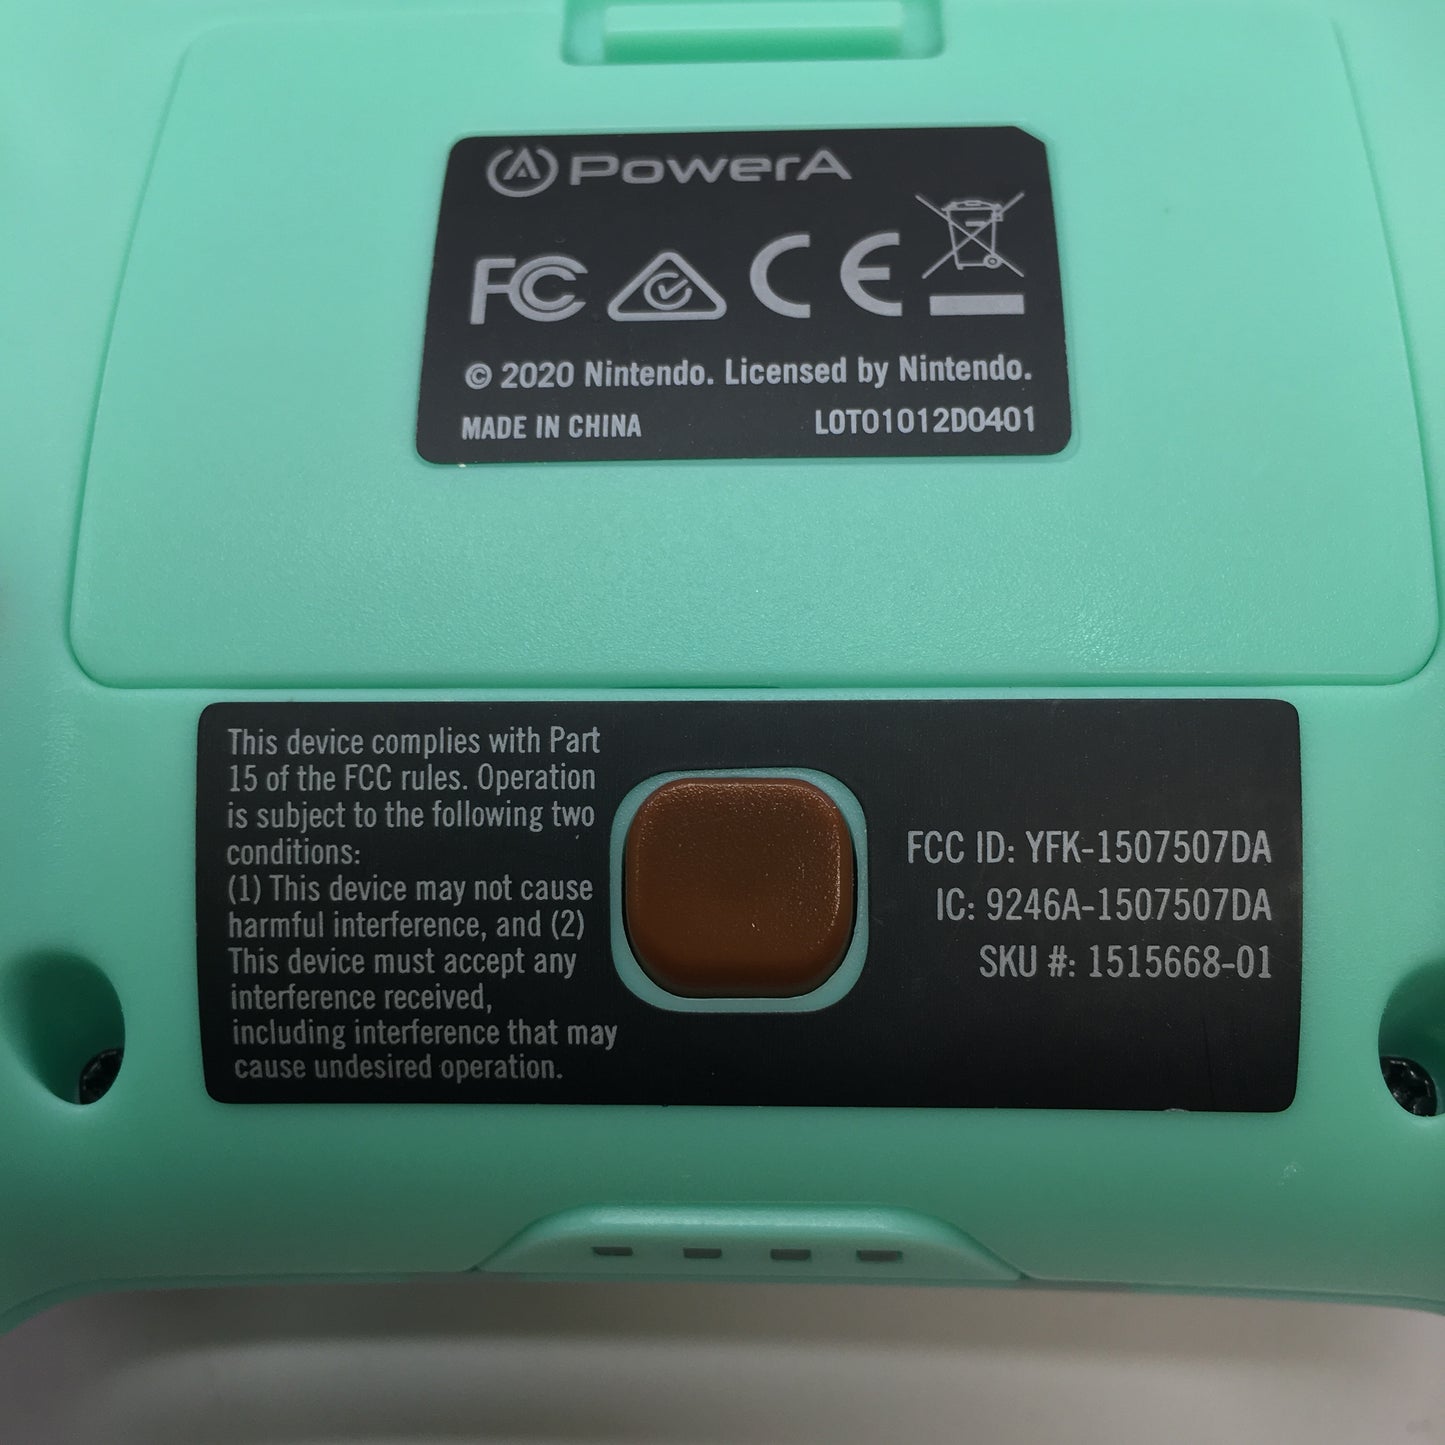 PowerA
FC CE
© 2020 Nintendo. Licensed by Nintendo.
MADE IN CHINA LOT01012D0401
This device complies with Part
15 of the FCC rules. Operation
is subject to the following two
conditions:
(1) This device may not cause
harmful interference, and (2)
This device must accept any
interference received,
including interference that may
cause undesired operation.
FCC ID: YFK-1507507DA
IC: 9246A-1507507DA
SKU #: 1515668-01